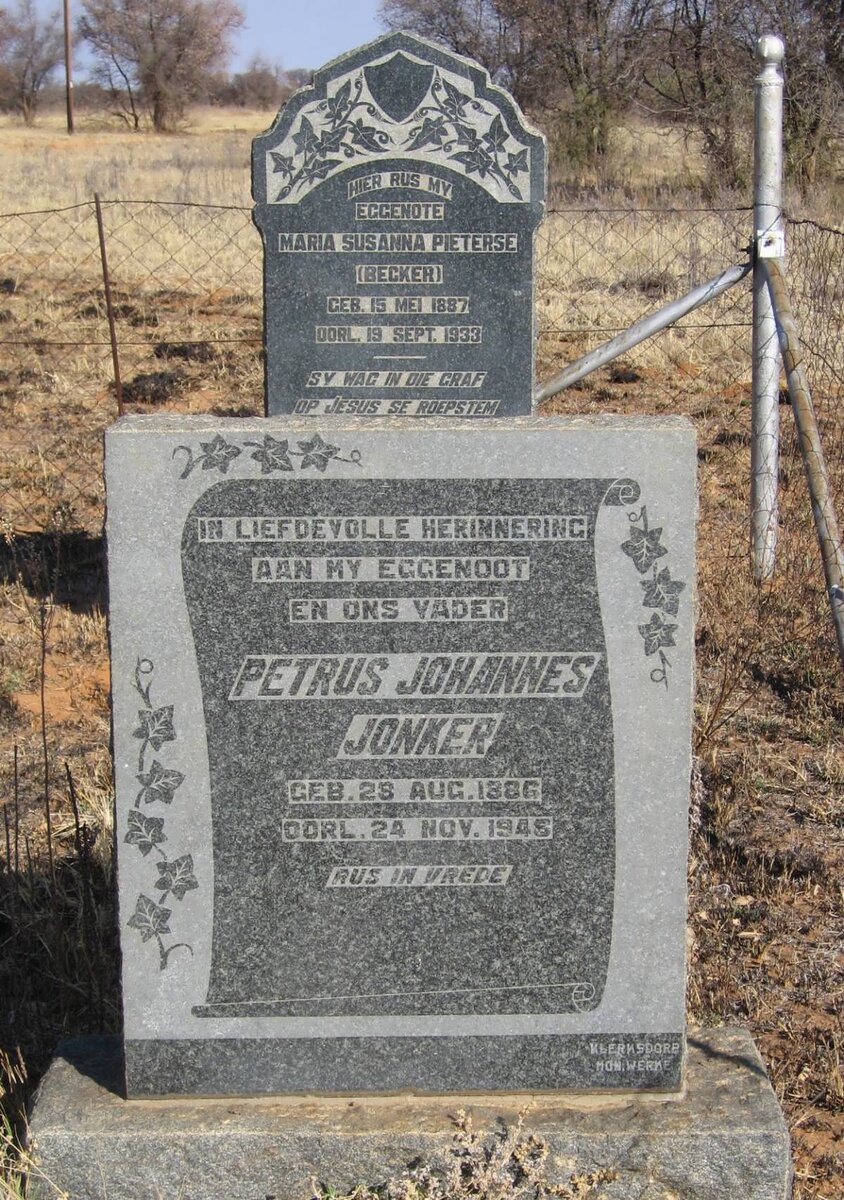 HIER RUS MY
EGGENOTE
MARIA SUSANNA PIETERSE
(BECKER)
GEB. 15 MEI 1887
OORL. 19 SEPT. 1933
SY WAG IN DIE GRAF
OP JESUS SE ROEPSTEM
IN LIEFDEVOLLE HERINNERING
AAN MY EGGENOOT
EN ONS VADER
PETRUS JOHANNES
JONKER
GEB. 28 AUG. 1886
OORL. 24 NOV. 1948
RUS IN VREDE
KLERKSDORP
MON. WERKE